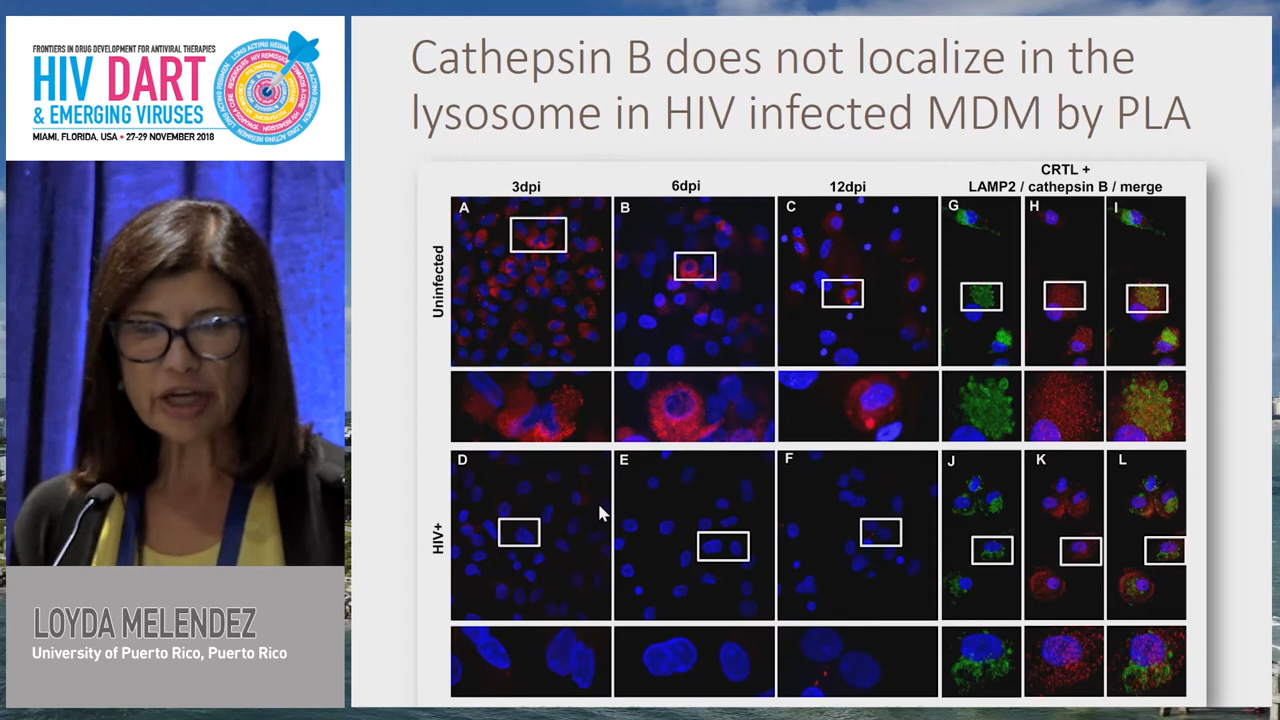 FRONTIERS IN DRUG DEVELOPMENT FOR ANTIVIRAL THERAPIES
HIV DART
& EMERGING VIRUSES
MIAMI, FLORIDA, USA • 27-29 NOVEMBER 2018
LOYDA MELENDEZ
University of Puerto Rico, Puerto Rico
Cathepsin B does not localize in the
lysosome in HIV infected MDM by PLA
3dpi
6dpi
12dpi
CRTL +
LAMP2 / cathepsin B / merge
Uninfected
A
B
C
G
H
I
HIV+
D
E
F
J
K
L